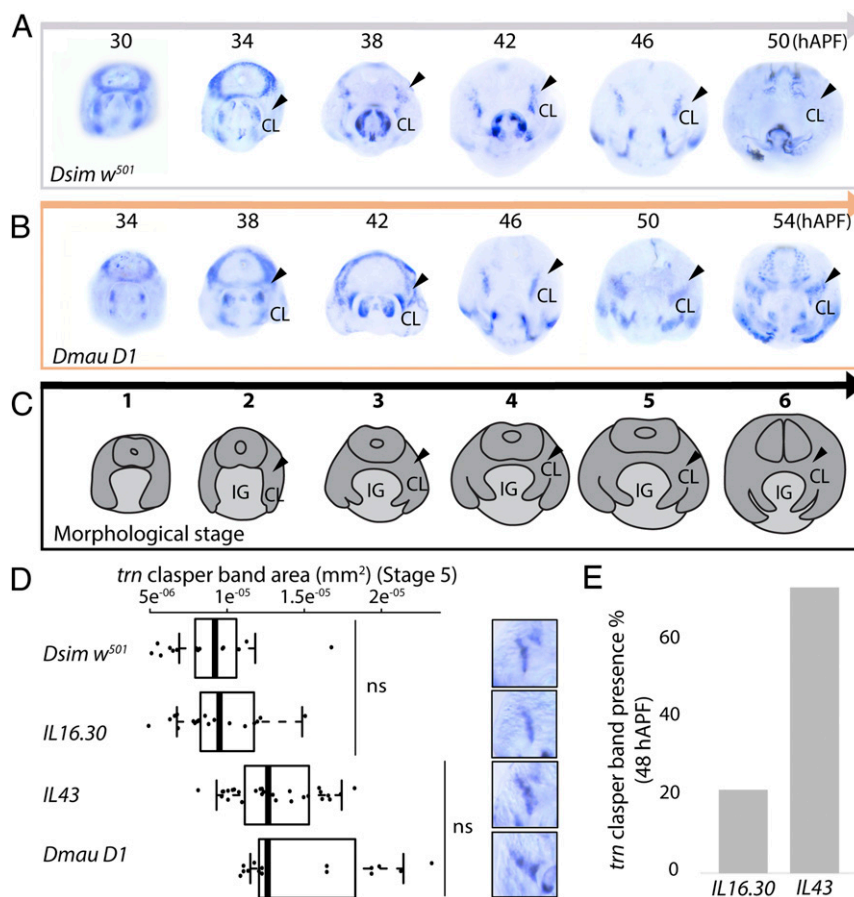 A
30 34 38 42 46 50 (hAPF)
CL CL CL CL CL
Dsim w⁵⁰¹
B
34 38 42 46 50 54 (hAPF)
CL CL CL CL CL
Dmau D1
C
1 2 3 4 5 6
CL CL CL CL CL
IG IG IG IG IG
Morphological stage
D
trn clasper band area (mm²) (Stage 5)
5e⁻⁰⁶ 1e⁻⁰⁵ 1.5e⁻⁰⁵ 2e⁻⁰⁵
Dsim w⁵⁰¹
ns
IL16.30
IL43
ns
Dmau D1
E
trn clasper band presence %
(48 hAPF)
60
40
20
0
IL16.30 IL43